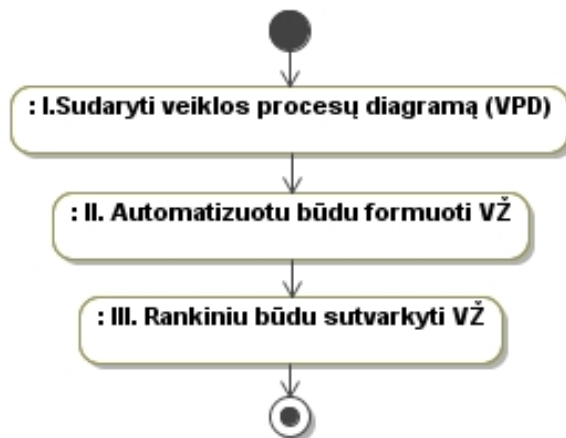 : I.Sudaryti veiklos procesų diagramą (VPD)
: II. Automatizuotu būdu formuoti VŽ
: III. Rankiniu būdu sutvarkyti VŽ